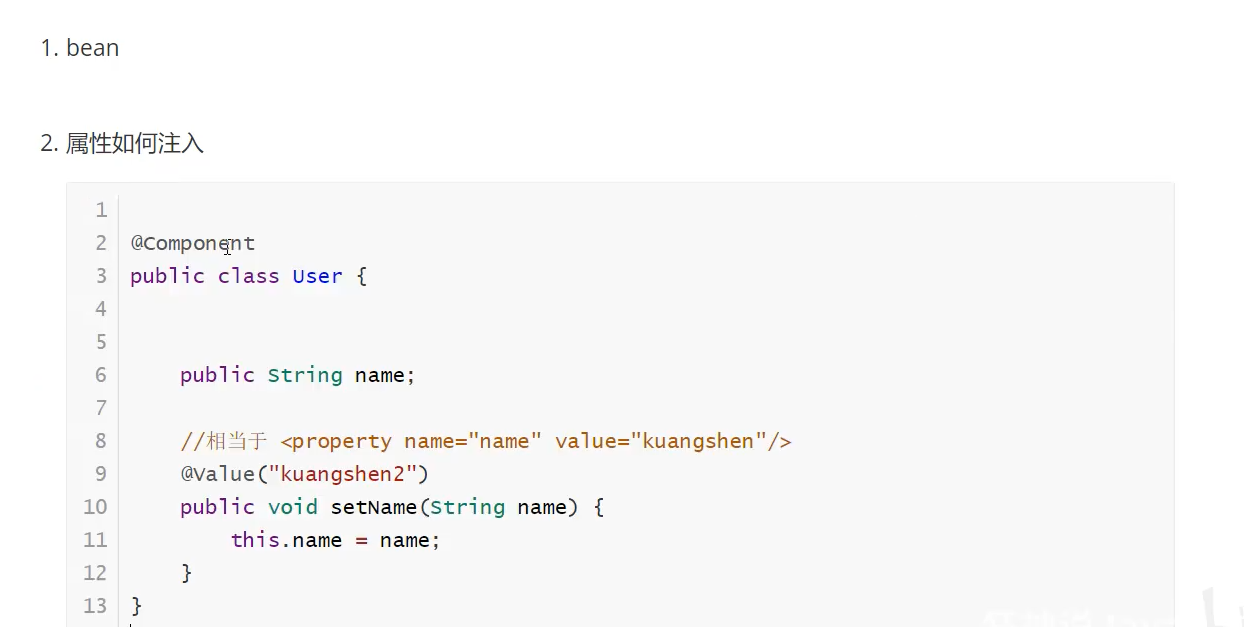 1. bean
2. 属性如何注入
1
2 @Component
3 public class User {
4
5
6 public String name;
7
8 //相当于 <property name="name" value="kuangshen"/>
9 @Value("kuangshen2")
10 public void setName(String name) {
11 this.name = name;
12 }
13 }